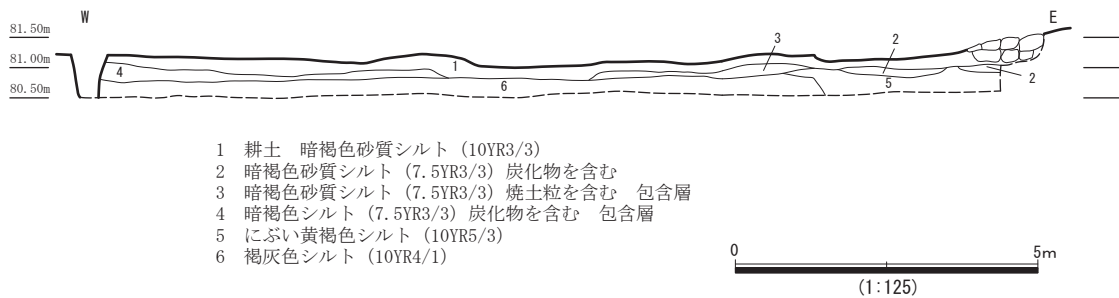 W
E
81.50m
81.00m
80.50m
3
2
1
4
6
5
2
1 耕土 暗褐色砂質シルト (10YR3/3)
2 暗褐色砂質シルト (7.5YR3/3) 炭化物を含む
3 暗褐色砂質シルト (7.5YR3/3) 焼土粒を含む 包含層
4 暗褐色シルト (7.5YR3/3) 炭化物を含む 包含層
5 にぶい黄褐色シルト (10YR5/3)
6 褐灰色シルト (10YR4/1)
0 5m
(1:125)